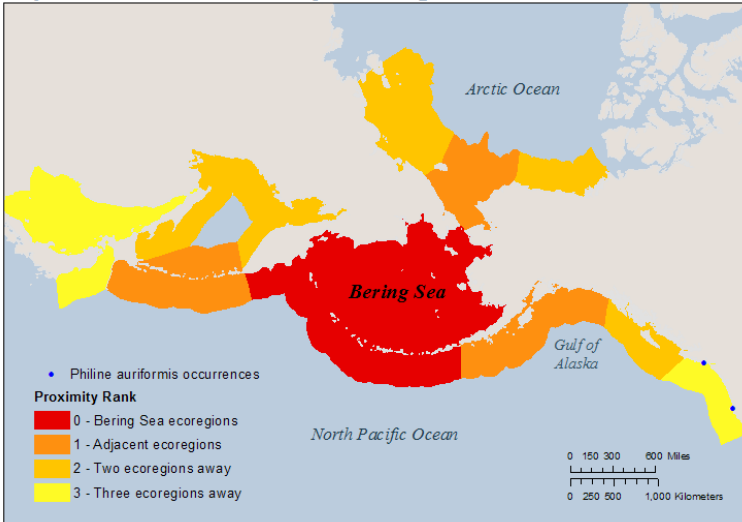 Arctic Ocean
Bering Sea
Gulf of
Alaska
North Pacific Ocean
Philine auriformis occurrences
Proximity Rank
0 - Bering Sea ecoregions
1 - Adjacent ecoregions
2 - Two ecoregions away
3 - Three ecoregions away
0 150 300 600 Miles
0 250 500 1,000 Kilometers